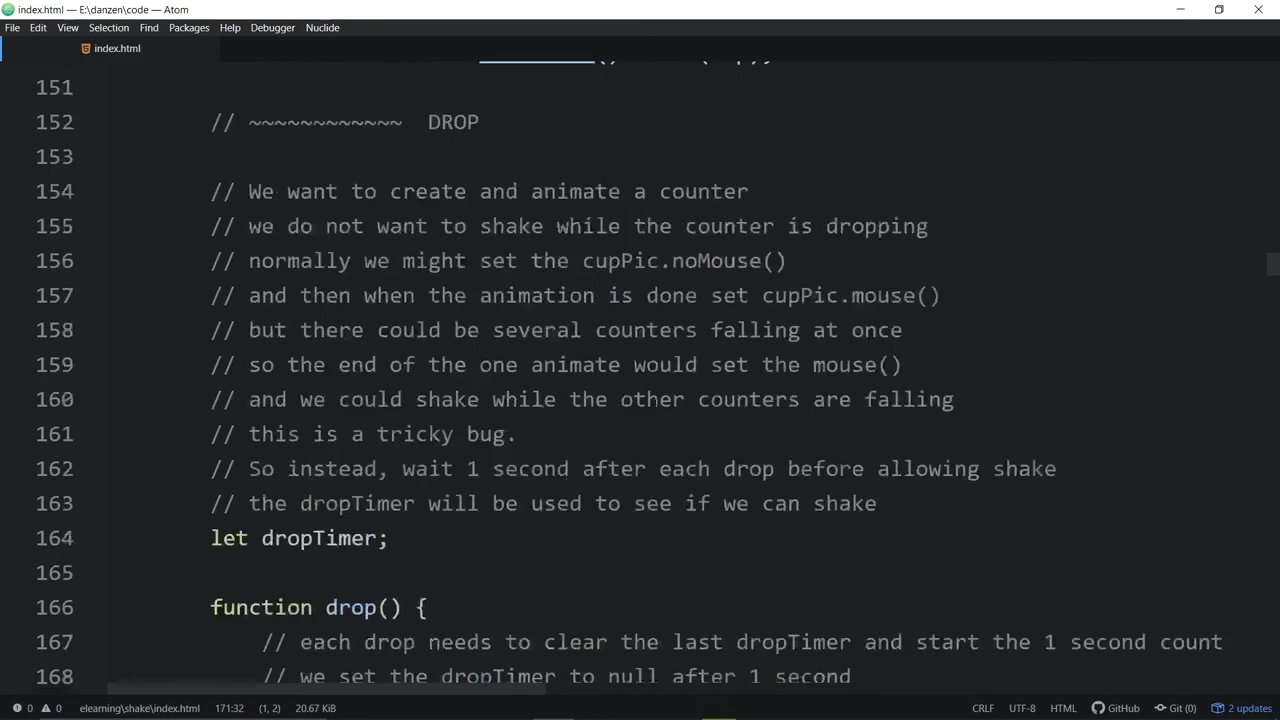 index.html — E:\danzen\code — Atom
File Edit View Selection Find Packages Help Debugger Nuclide
index.html
151
152 // ~~~~~~~~~~~~ DROP
153
154 // We want to create and animate a counter
155 // we do not want to shake while the counter is dropping
156 // normally we might set the cupPic.noMouse()
157 // and then when the animation is done set cupPic.mouse()
158 // but there could be several counters falling at once
159 // so the end of the one animate would set the mouse()
160 // and we could shake while the other counters are falling
161 // this is a tricky bug.
162 // So instead, wait 1 second after each drop before allowing shake
163 // the dropTimer will be used to see if we can shake
164 let dropTimer;
165
166 function drop() {
167 // each drop needs to clear the last dropTimer and start the 1 second count
168 // we set the dropTimer to null after 1 second
0 0 elearning\shake\index.html 171:32 (1, 2) 20.67 KiB CRLF UTF-8 HTML GitHub Git (0) 2 updates